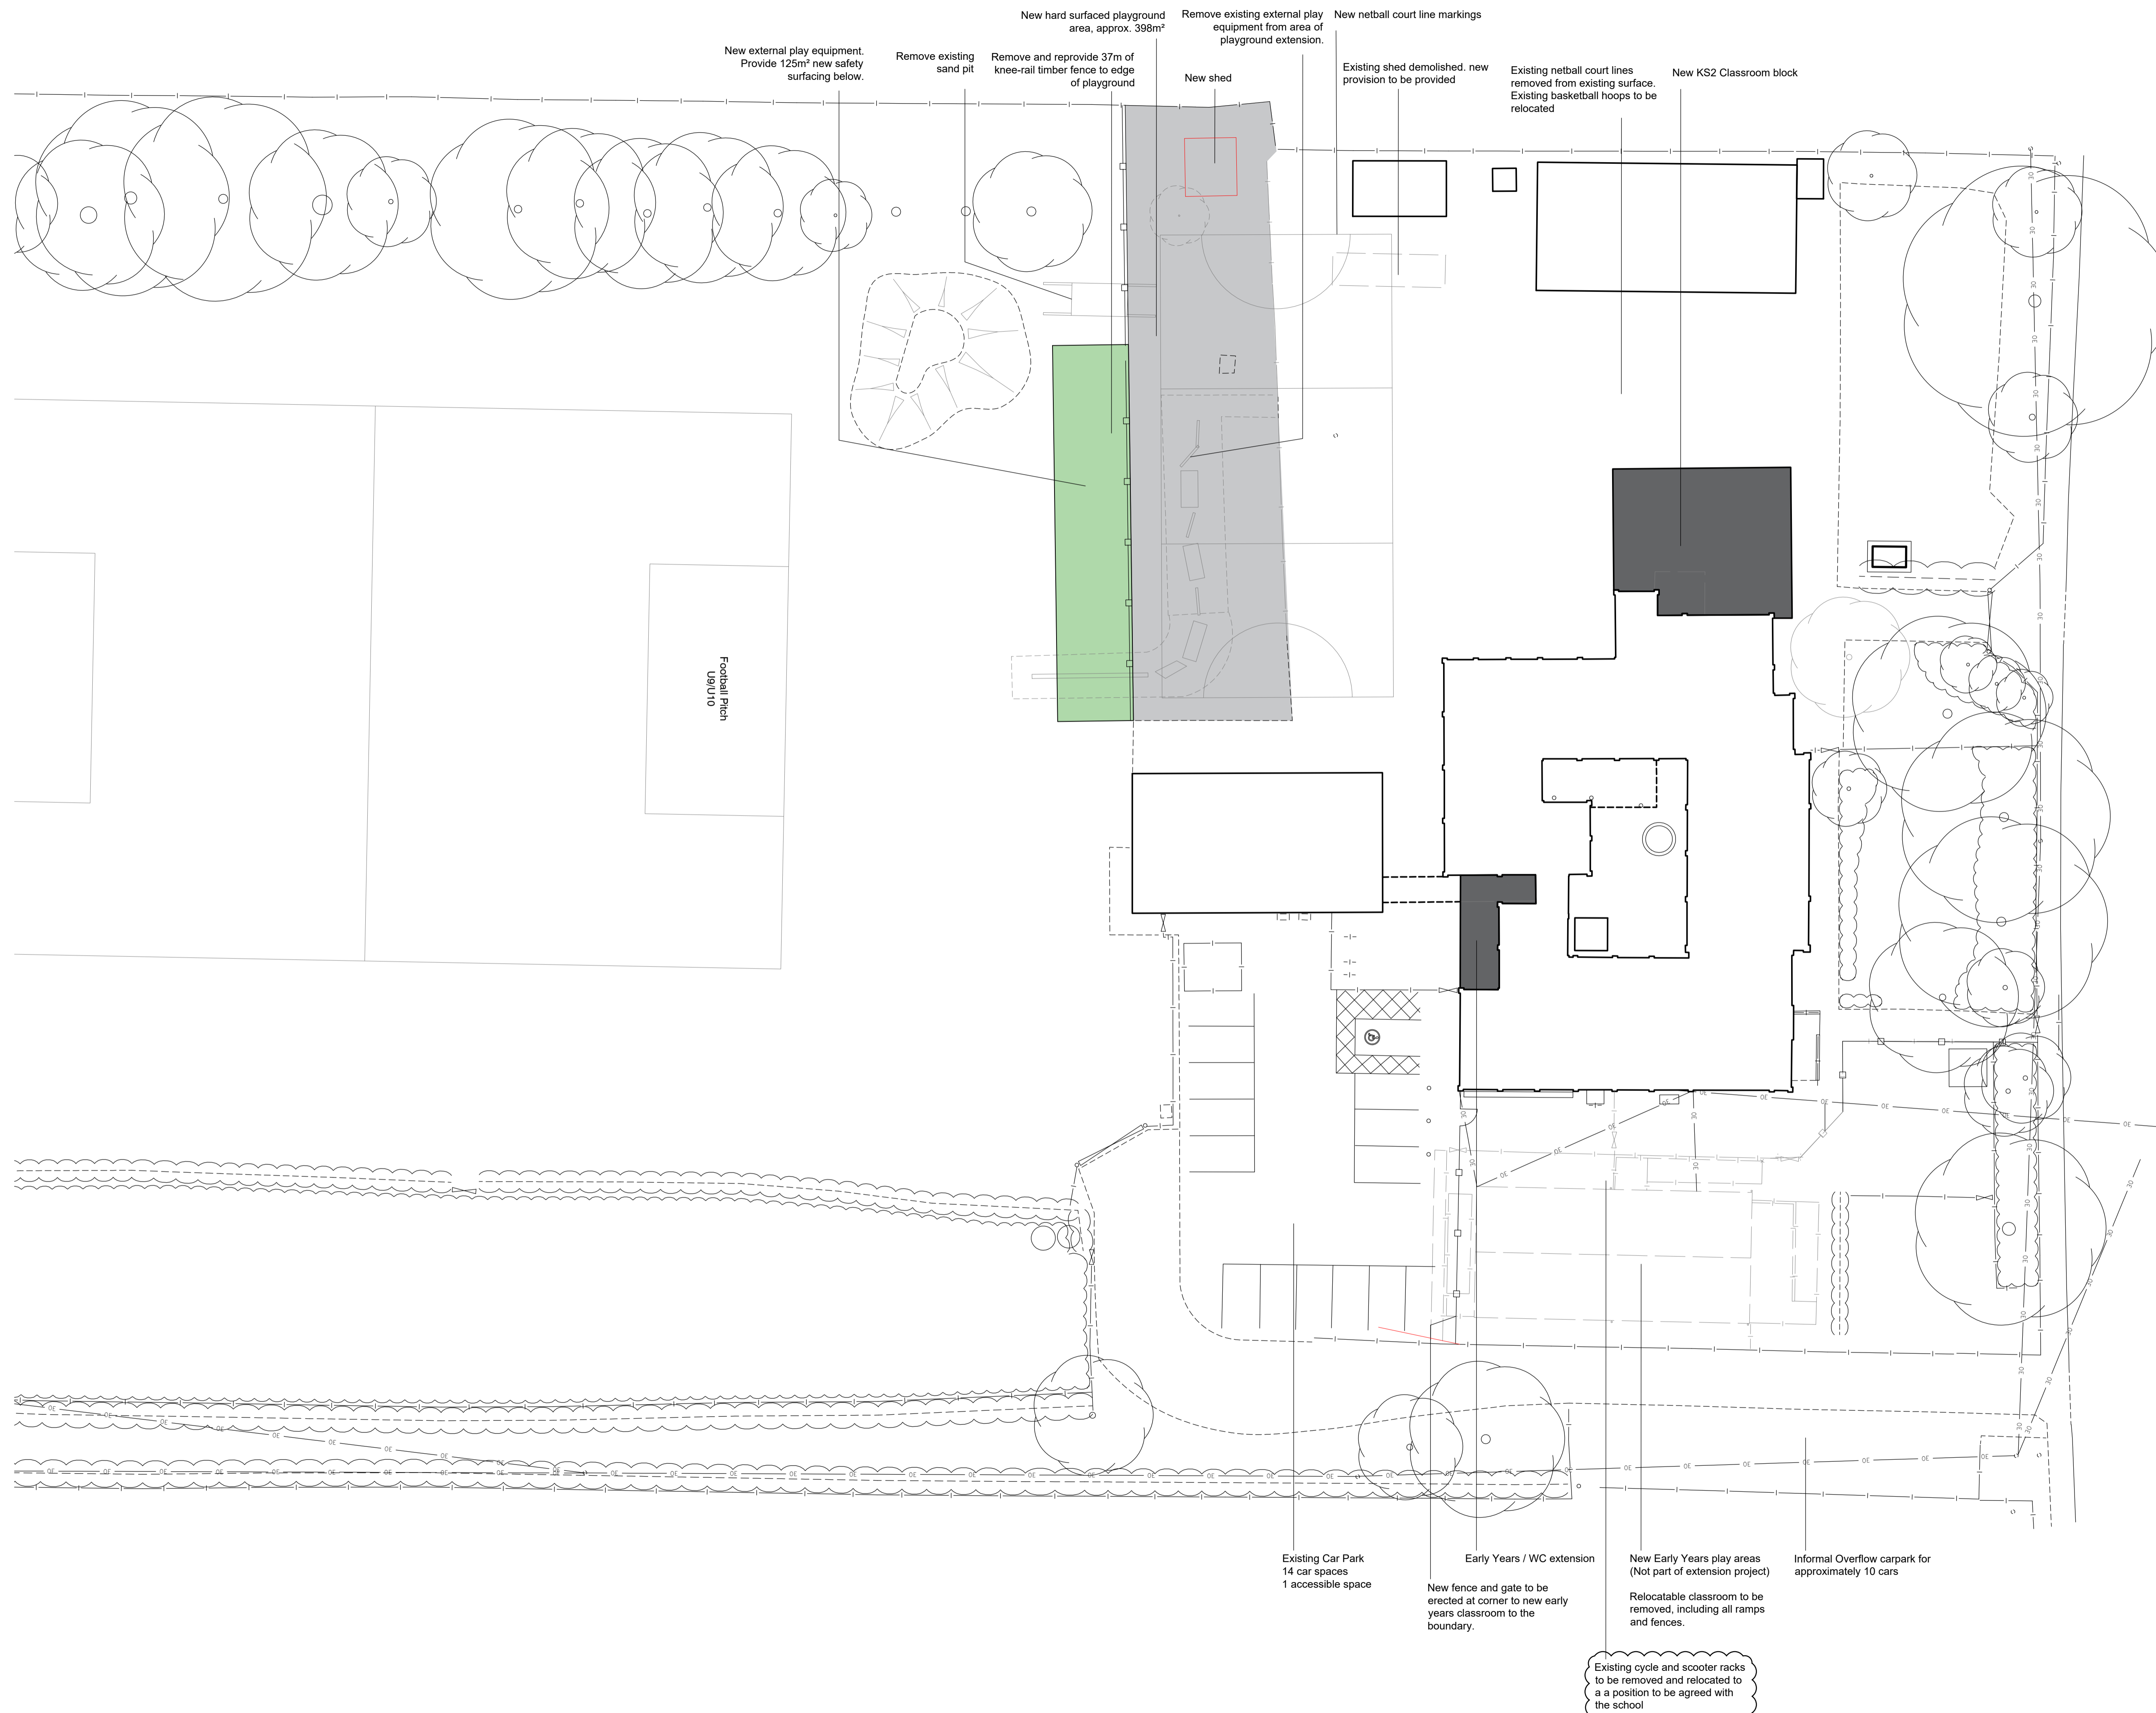 New hard surfaced playground
area, approx. 398m²
Remove existing external play
equipment from area of
playground extension.
New netball court line markings
New external play equipment.
Provide 125m² new safety
surfacing below.
Remove existing
sand pit
Remove and reprovide 37m of
knee-rail timber fence to edge
of playground
New shed
Existing shed demolished. new
provision to be provided
Existing netball court lines
removed from existing surface.
Existing basketball hoops to be
relocated
New KS2 Classroom block
Football Pitch
U9/U10
Existing Car Park
14 car spaces
1 accessible space
New fence and gate to be
erected at corner to new early
years classroom to the
boundary.
Early Years / WC extension
New Early Years play areas
(Not part of extension project)
Relocatable classroom to be
removed, including all ramps
and fences.
Informal Overflow carpark for
approximately 10 cars
Existing cycle and scooter racks
to be removed and relocated to
a a position to be agreed with
the school